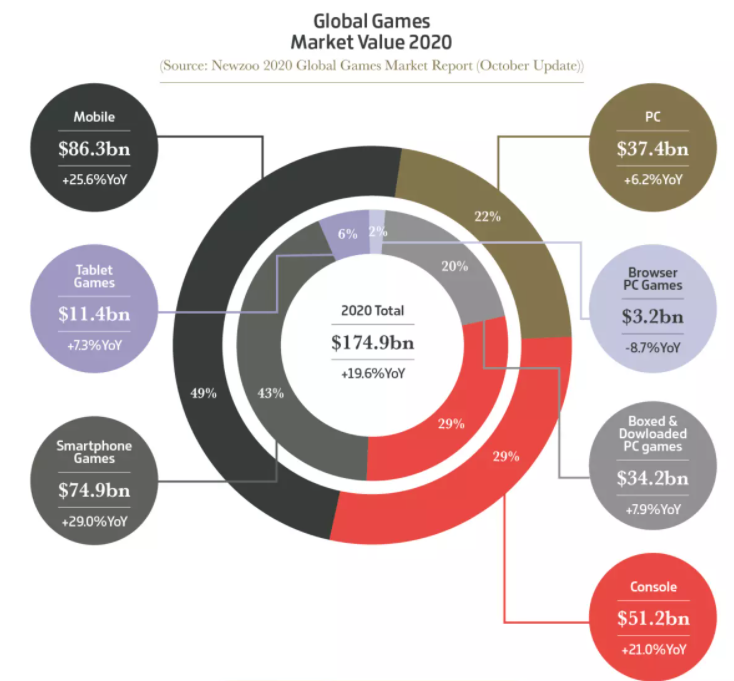 Global Games
Market Value 2020
(Source: Newzoo 2020 Global Games Market Report (October Update))
Mobile
$86.3bn
+25.6%YoY
PC
$37.4bn
+6.2%YoY
22%
6%
2%
20%
Tablet
Games
$11.4bn
+7.3%YoY
Browser
PC Games
$3.2bn
-8.7%YoY
2020 Total
$174.9bn
+19.6%YoY
49%
43%
29%
29%
Smartphone
Games
$74.9bn
+29.0%YoY
Boxed &
Dowloaded
PC games
$34.2bn
+7.9%YoY
Console
$51.2bn
+21.0%YoY